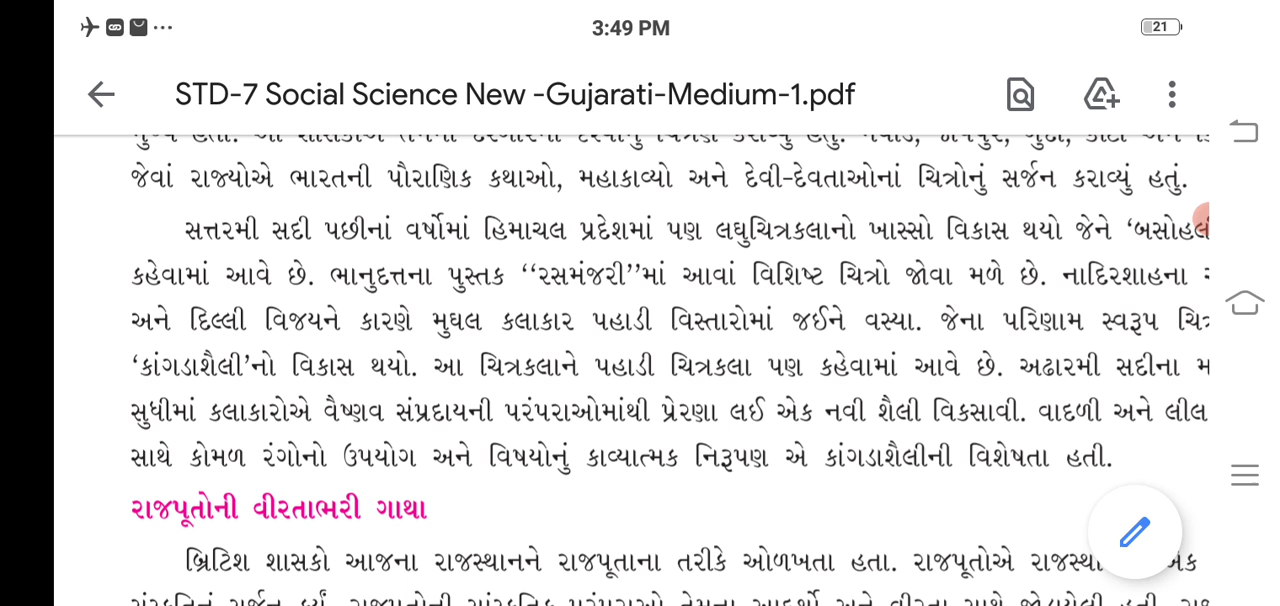 3:49 PM
21
STD-7 Social Science New -Gujarati-Medium-1.pdf
જેવાં રાજ્યોએ ભારતની પૌરાણિક કથાઓ, મહાકાવ્યો અને દેવી-દેવતાઓનાં ચિત્રોનું સર્જન કરાવ્યું હતું.
સત્તરમી સદી પછીનાં વર્ષોમાં હિમાચલ પ્રદેશમાં પણ લઘુચિત્રકલાનો ખાસ્સો વિકાસ થયો જેને ‘બસોહલી
કહેવામાં આવે છે. ભાનુદત્તના પુસ્તક ‘‘રસમંજરી’’માં આવાં વિશિષ્ટ ચિત્રો જોવા મળે છે. નાદિરશાહના
અને દિલ્લી વિજયને કારણે મુઘલ કલાકાર પહાડી વિસ્તારોમાં જઈને વસ્યા. જેના પરિણામ સ્વરૂપ
‘કાંગડાશૈલી’નો વિકાસ થયો. આ ચિત્રકલાને પહાડી ચિત્રકલા પણ કહેવામાં આવે છે. અઢારમી સદીના મ
સુધીમાં કલાકારોએ વૈષ્ણવ સંપ્રદાયની પરંપરાઓમાંથી પ્રેરણા લઈ એક નવી શૈલી વિકસાવી. વાદળી અને લીલ
સાથે કોમળ રંગોનો ઉપયોગ અને વિષયોનું કાવ્યાત્મક નિરૂપણ એ કાંગડાશૈલીની વિશેષતા હતી.
રાજપૂતોની વીરતાભરી ગાથા
બ્રિટિશ શાસકો આજના રાજસ્થાનને રાજપૂતાના તરીકે ઓળખતા હતા. રાજપૂતોએ